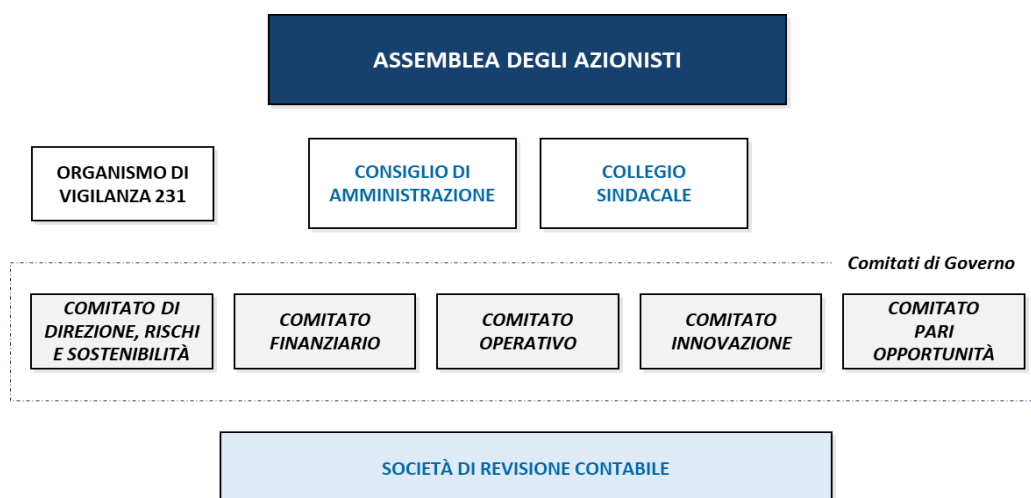 ASSEMBLEA DEGLI AZIONISTI
ORGANISMO DI
VIGILANZA 231
CONSIGLIO DI
AMMINISTRAZIONE
COLLEGIO
SINDACALE
Comitati di Governo
COMITATO DI
DIREZIONE, RISCHI
E SOSTENIBILITÀ
COMITATO
FINANZIARIO
COMITATO
OPERATIVO
COMITATO
INNOVAZIONE
COMITATO
PARI
OPPORTUNITÀ
SOCIETÀ DI REVISIONE CONTABILE